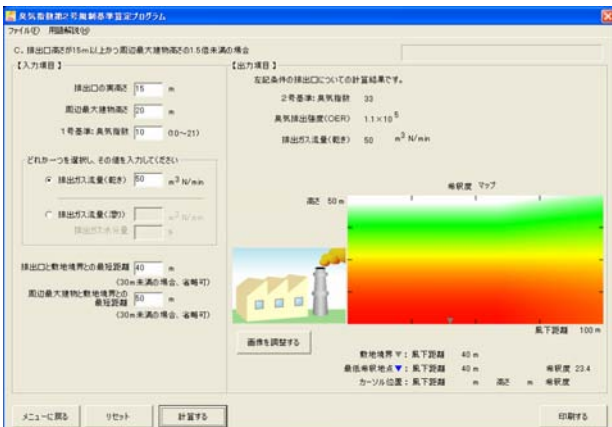 臭気指数第2号規制基準算定プログラム
ファイル(F) 用語解説(H)
C. 排出口高さが15m以上かつ周辺最大建物高さの1.5倍未満の場合
【入力項目】
排出口の実高さ 15 m
周辺最大建物高さ 20 m
1号基準：臭気指数 10 (10～21)
どれか一つを選択し、その値を入力してください
排出ガス流量(乾き) 50 m3 N/min
排出ガス流量(湿り) m3 N/min
排出ガス水分量 %
排出口と敷地境界との最短距離 40 m
(30m未満の場合、省略可)
周辺最大建物と敷地境界との最短距離 50 m
(30m未満の場合、省略可)
メニューに戻る リセット 計算する
【出力項目】
左記条件の排出口についての計算結果です。
2号基準：臭気指数 33
臭気排出強度(OER) 1.1×10 5
排出ガス流量(乾き) 50 m3 N/min
希釈度 マップ
高さ 50 m
風下距離 100 m
画像を調整する
敷地境界▽：風下距離 40 m
最低希釈地点▼：風下距離 40 m 希釈度 23.4
カーソル位置：風下距離 m 高さ m 希釈度
印刷する